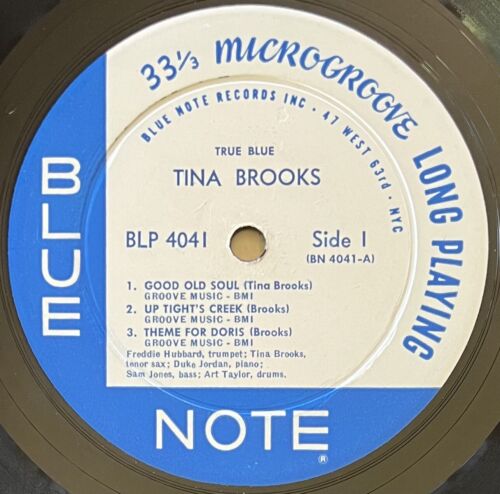 33⅓ MICROGROOVE LONG PLAYING
BLUE NOTE RECORDS INC · 47 WEST 63rd · NYC
TRUE BLUE
TINA BROOKS
BLP 4041 Side 1
(BN 4041-A)
1. GOOD OLD SOUL (Tina Brooks)
GROOVE MUSIC - BMI
2. UP TIGHT'S CREEK (Brooks)
GROOVE MUSIC - BMI
3. THEME FOR DORIS (Brooks)
GROOVE MUSIC - BMI
Freddie Hubbard, trumpet; Tina Brooks,
tenor sax; Duke Jordan, piano;
Sam Jones, bass; Art Taylor, drums.
BLUE
NOTE
®